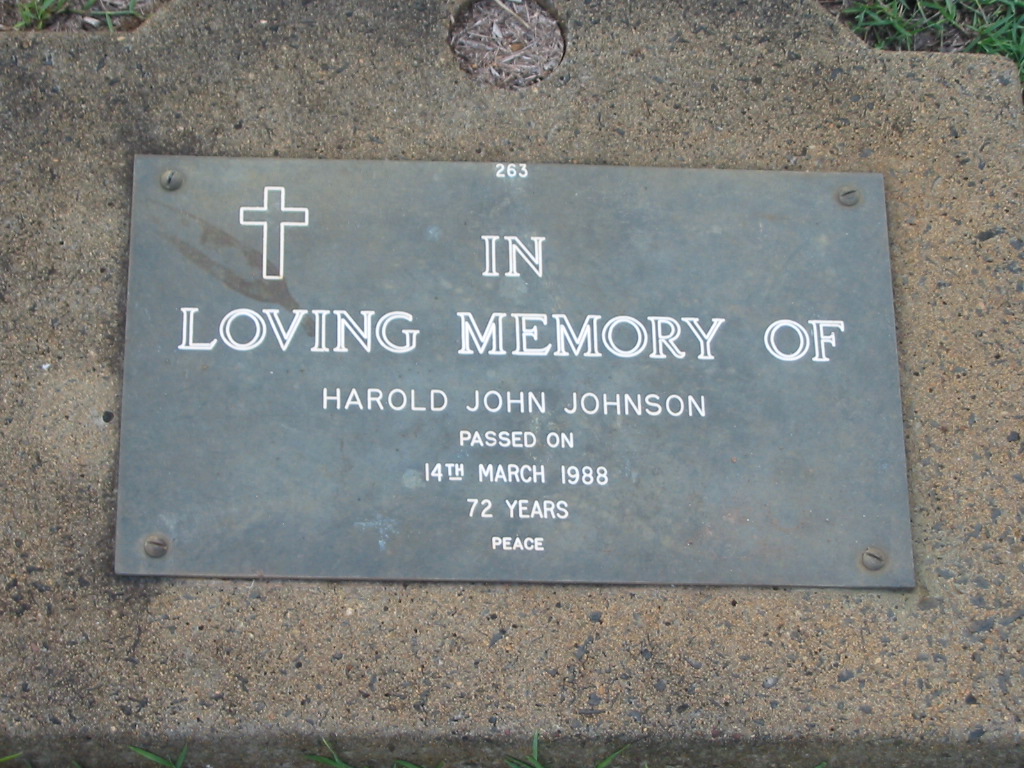 263
IN
LOVING MEMORY OF
HAROLD JOHN JOHNSON
PASSED ON
14TH MARCH 1988
72 YEARS
PEACE